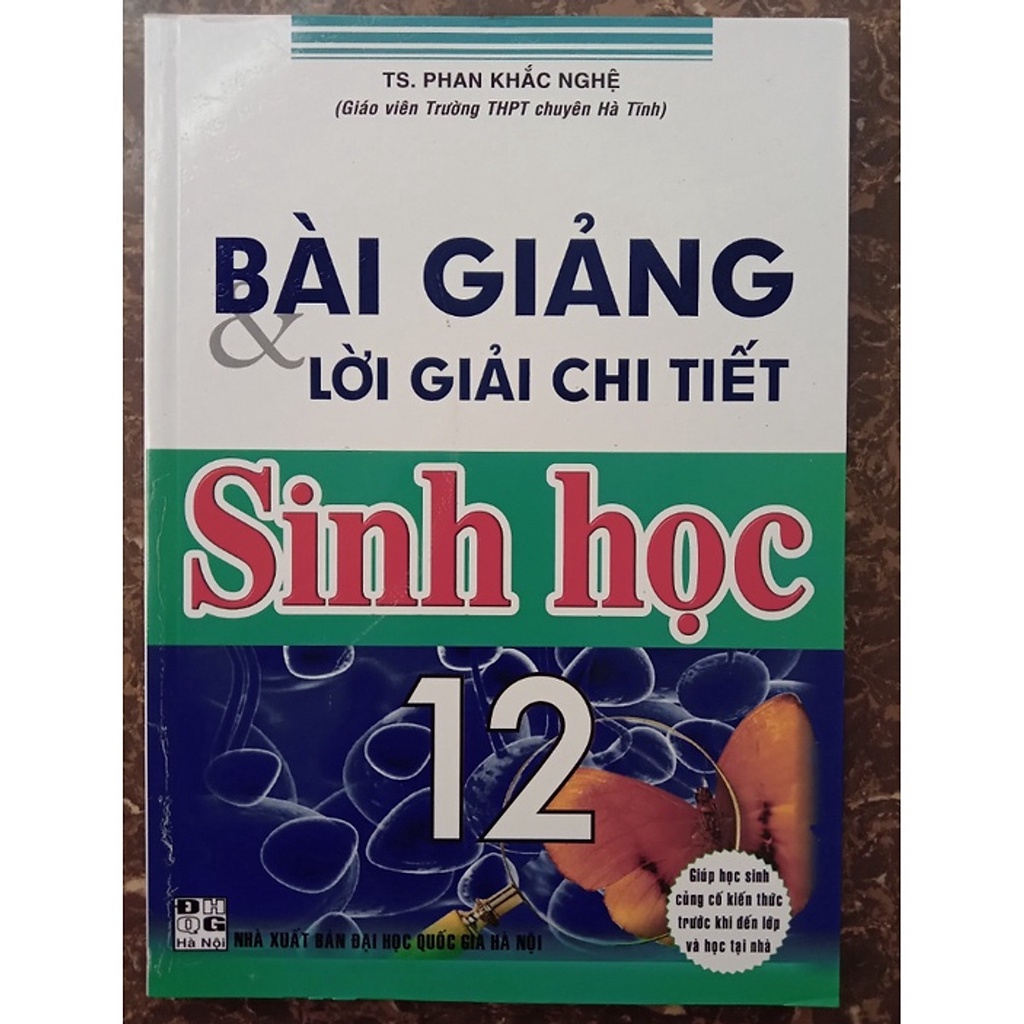 TS. PHAN KHẮC NGHỆ
(Giáo viên Trường THPT chuyên Hà Tĩnh)
BÀI GIẢNG
&
LỜI GIẢI CHI TIẾT
Sinh học
12
Giúp học sinh
củng cố kiến thức
trước khi đến lớp
và học tại nhà
ĐH
QG
Hà Nội
NHÀ XUẤT BẢN ĐẠI HỌC QUỐC GIA HÀ NỘI